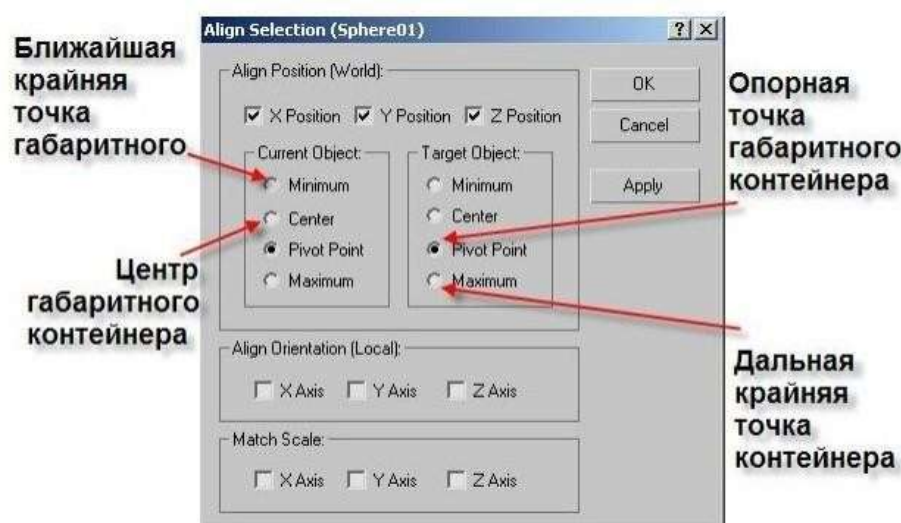 Align Selection (Sphere01)
Ближайшая
крайняя
точка
габаритного
Центр
габаритного
контейнера
Align Position (World):
X Position Y Position Z Position
Current Object:
Minimum
Center
Pivot Point
Maximum
Target Object:
Minimum
Center
Pivot Point
Maximum
Align Orientation (Local):
X Axis Y Axis Z Axis
Match Scale:
X Axis Y Axis Z Axis
OK
Cancel
Apply
Опорная
точка
габаритного
контейнера
Дальная
крайняя
точка
контейнера